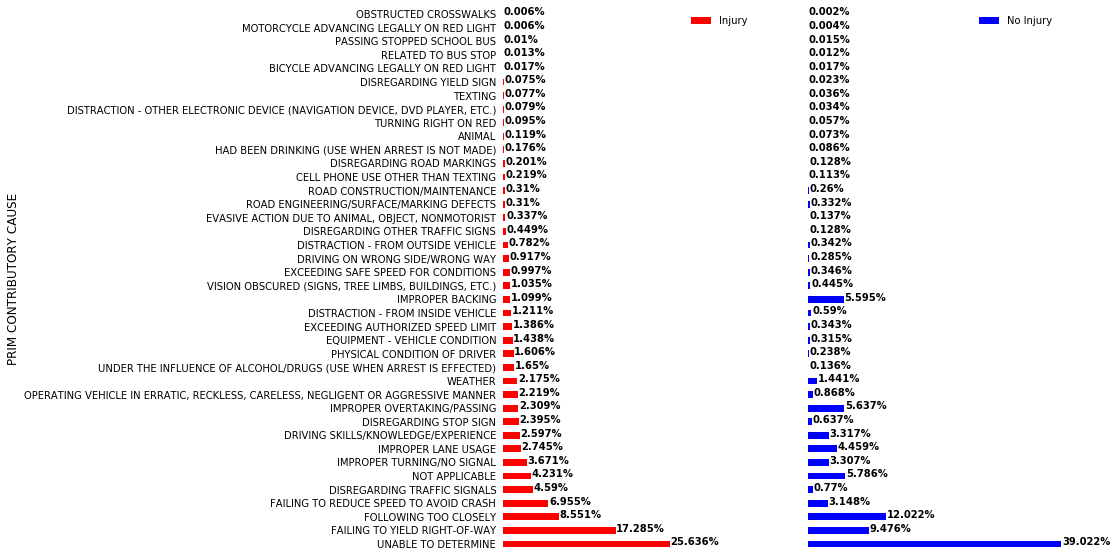 Injury
No Injury
PRIM CONTRIBUTORY CAUSE
OBSTRUCTED CROSSWALKS 0.006% 0.002%
MOTORCYCLE ADVANCING LEGALLY ON RED LIGHT 0.006% 0.004%
PASSING STOPPED SCHOOL BUS 0.01% 0.015%
RELATED TO BUS STOP 0.013% 0.012%
BICYCLE ADVANCING LEGALLY ON RED LIGHT 0.017% 0.017%
DISREGARDING YIELD SIGN 0.075% 0.023%
TEXTING 0.077% 0.036%
DISTRACTION - OTHER ELECTRONIC DEVICE (NAVIGATION DEVICE, DVD PLAYER, ETC.) 0.079% 0.034%
TURNING RIGHT ON RED 0.095% 0.057%
ANIMAL 0.119% 0.073%
HAD BEEN DRINKING (USE WHEN ARREST IS NOT MADE) 0.176% 0.086%
DISREGARDING ROAD MARKINGS 0.201% 0.128%
CELL PHONE USE OTHER THAN TEXTING 0.219% 0.113%
ROAD CONSTRUCTION/MAINTENANCE 0.31% 0.26%
ROAD ENGINEERING/SURFACE/MARKING DEFECTS 0.31% 0.332%
EVASIVE ACTION DUE TO ANIMAL, OBJECT, NONMOTORIST 0.337% 0.137%
DISREGARDING OTHER TRAFFIC SIGNS 0.449% 0.128%
DISTRACTION - FROM OUTSIDE VEHICLE 0.782% 0.342%
DRIVING ON WRONG SIDE/WRONG WAY 0.917% 0.285%
EXCEEDING SAFE SPEED FOR CONDITIONS 0.997% 0.346%
VISION OBSCURED (SIGNS, TREE LIMBS, BUILDINGS, ETC.) 1.035% 0.445%
IMPROPER BACKING 1.099% 5.595%
DISTRACTION - FROM INSIDE VEHICLE 1.211% 0.59%
EXCEEDING AUTHORIZED SPEED LIMIT 1.386% 0.343%
EQUIPMENT - VEHICLE CONDITION 1.438% 0.315%
PHYSICAL CONDITION OF DRIVER 1.606% 0.238%
UNDER THE INFLUENCE OF ALCOHOL/DRUGS (USE WHEN ARREST IS EFFECTED) 1.65% 0.136%
WEATHER 2.175% 1.441%
OPERATING VEHICLE IN ERRATIC, RECKLESS, CARELESS, NEGLIGENT OR AGGRESSIVE MANNER 2.219% 0.868%
IMPROPER OVERTAKING/PASSING 2.309% 5.637%
DISREGARDING STOP SIGN 2.395% 0.637%
DRIVING SKILLS/KNOWLEDGE/EXPERIENCE 2.597% 3.317%
IMPROPER LANE USAGE 2.745% 4.459%
IMPROPER TURNING/NO SIGNAL 3.671% 3.307%
NOT APPLICABLE 4.231% 5.786%
DISREGARDING TRAFFIC SIGNALS 4.59% 0.77%
FAILING TO REDUCE SPEED TO AVOID CRASH 6.955% 3.148%
FOLLOWING TOO CLOSELY 8.551% 12.022%
FAILING TO YIELD RIGHT-OF-WAY 17.285% 9.476%
UNABLE TO DETERMINE 25.636% 39.022%